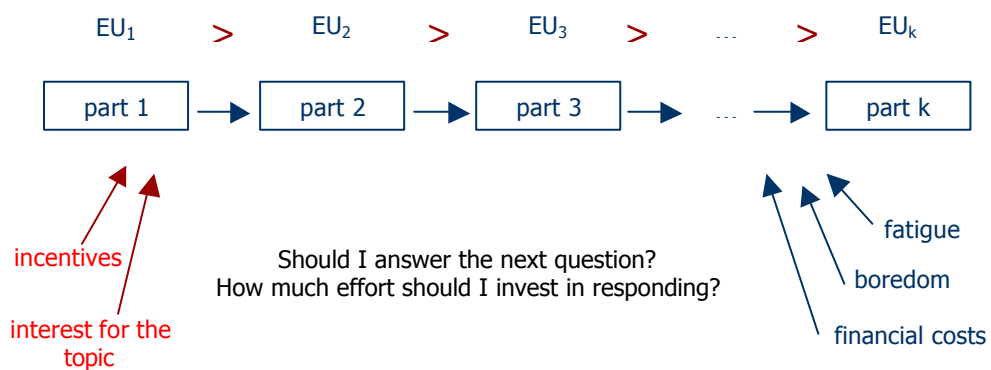 EU1 > EU2 > EU3 > ... > EUk
part 1 part 2 part 3 ... part k
incentives
interest for the
topic
Should I answer the next question?
How much effort should I invest in responding?
fatigue
boredom
financial costs